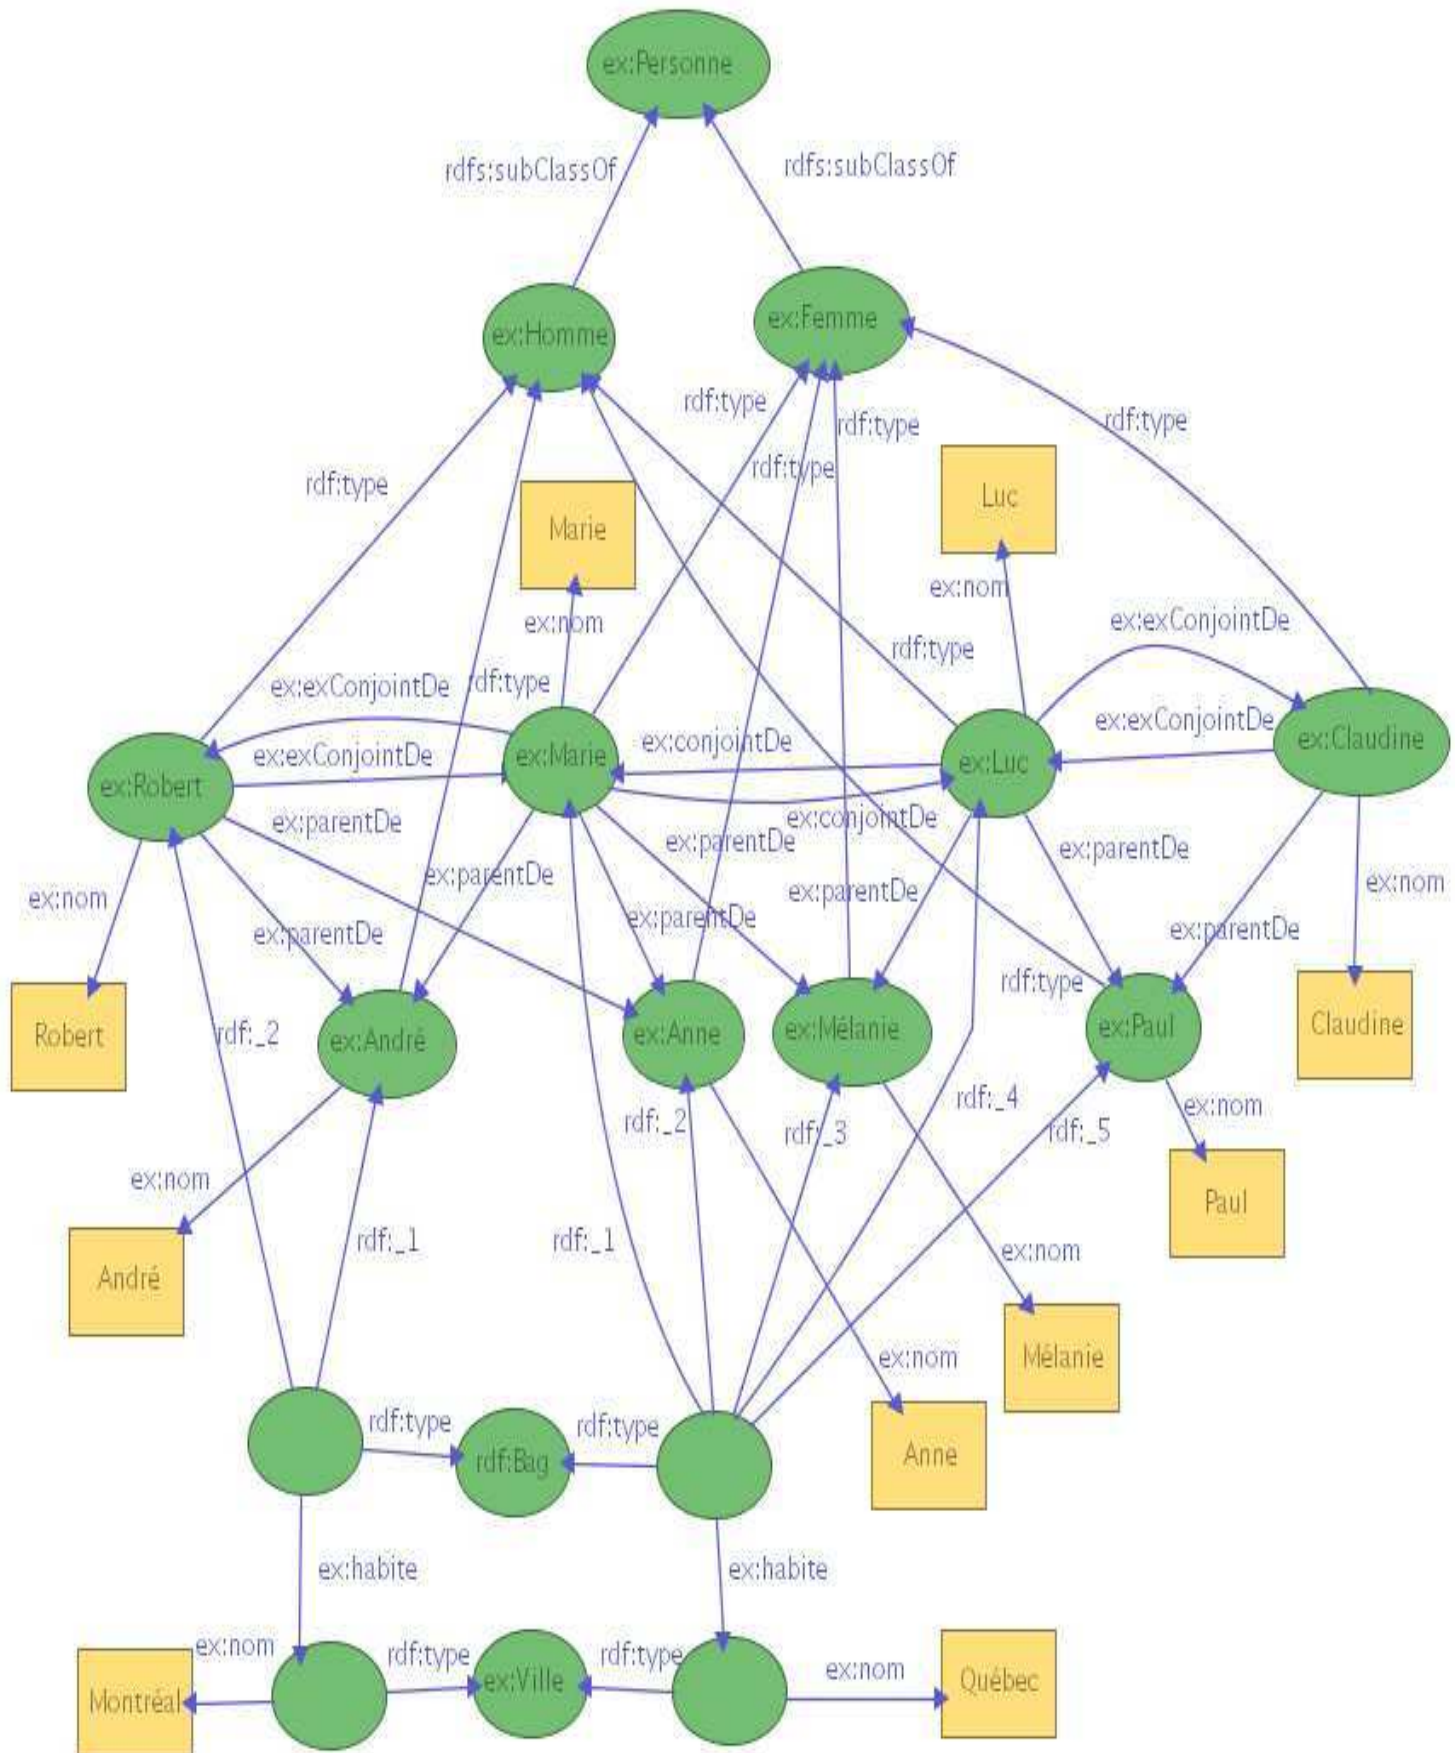 ex:Personne
rdfs:subClassOf
rdfs:subClassOf
ex:Homme
ex:Femme
rdf:type
rdf:type
rdf:type
rdf:type
rdf:type
Luc
Marie
ex:nom
ex:nom
ex:exConjointDe
rdf:type
rdf:type
ex:exConjointDe
ex:exConjointDe
ex:conjointDe
ex:exConjointDe
ex:Claudine
ex:Robert
ex:Marie
ex:Luc
ex:parentDe
ex:conjointDe
ex:parentDe
ex:parentDe
ex:parentDe
ex:parentDe
ex:nom
ex:nom
ex:parentDe
ex:parentDe
ex:parentDe
rdf:type
Robert
rdf:_2
ex:André
ex:Anne
ex:Mélanie
ex:Paul
Claudine
rdf:_4
ex:nom
rdf:_2
rdf:_3
rdf:_5
ex:nom
Paul
rdf:_1
rdf:_1
ex:nom
André
ex:nom
Mélanie
rdf:type
rdf:type
rdf:Bag
Anne
ex:habite
ex:habite
ex:nom
rdf:type
rdf:type
ex:nom
Montréal
ex:Ville
Québec